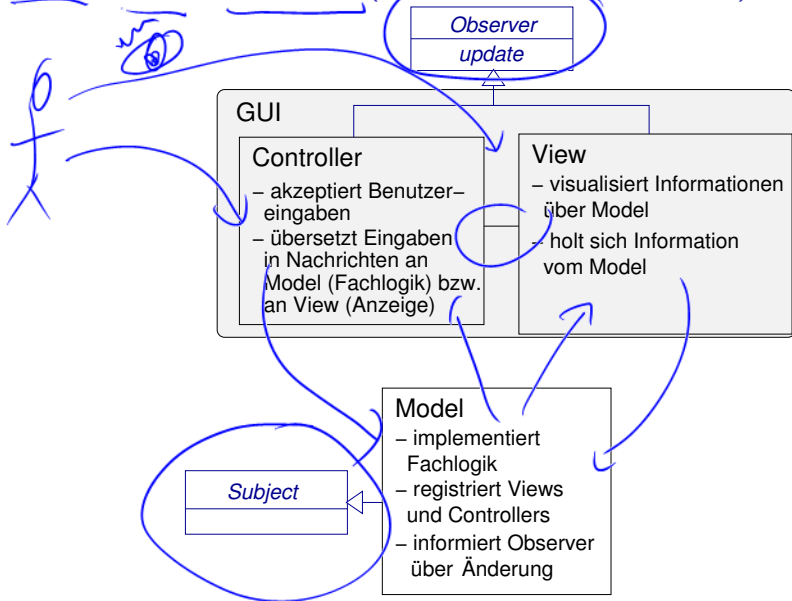 Observer
update
GUI
Controller
– akzeptiert Benutzer–
eingaben
– übersetzt Eingaben
in Nachrichten an
Model (Fachlogik) bzw.
an View (Anzeige)
View
– visualisiert Informationen
über Model
– holt sich Information
vom Model
Model
– implementiert
Fachlogik
– registriert Views
und Controllers
– informiert Observer
über Änderung
Subject